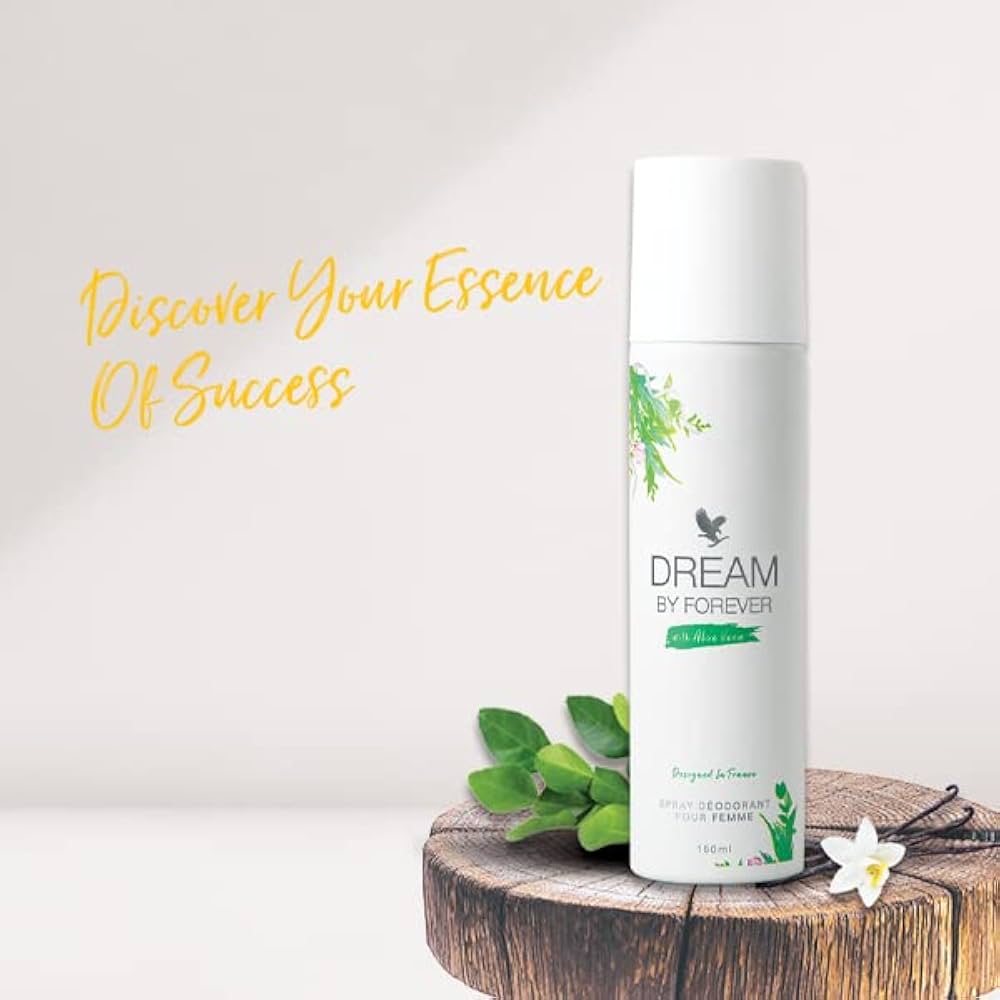 Discover Your Essence
Of Success
DREAM
BY FOREVER
with Aloe Vera
Designed In France
SPRAY DÉODORANT
POUR FEMME
150ml